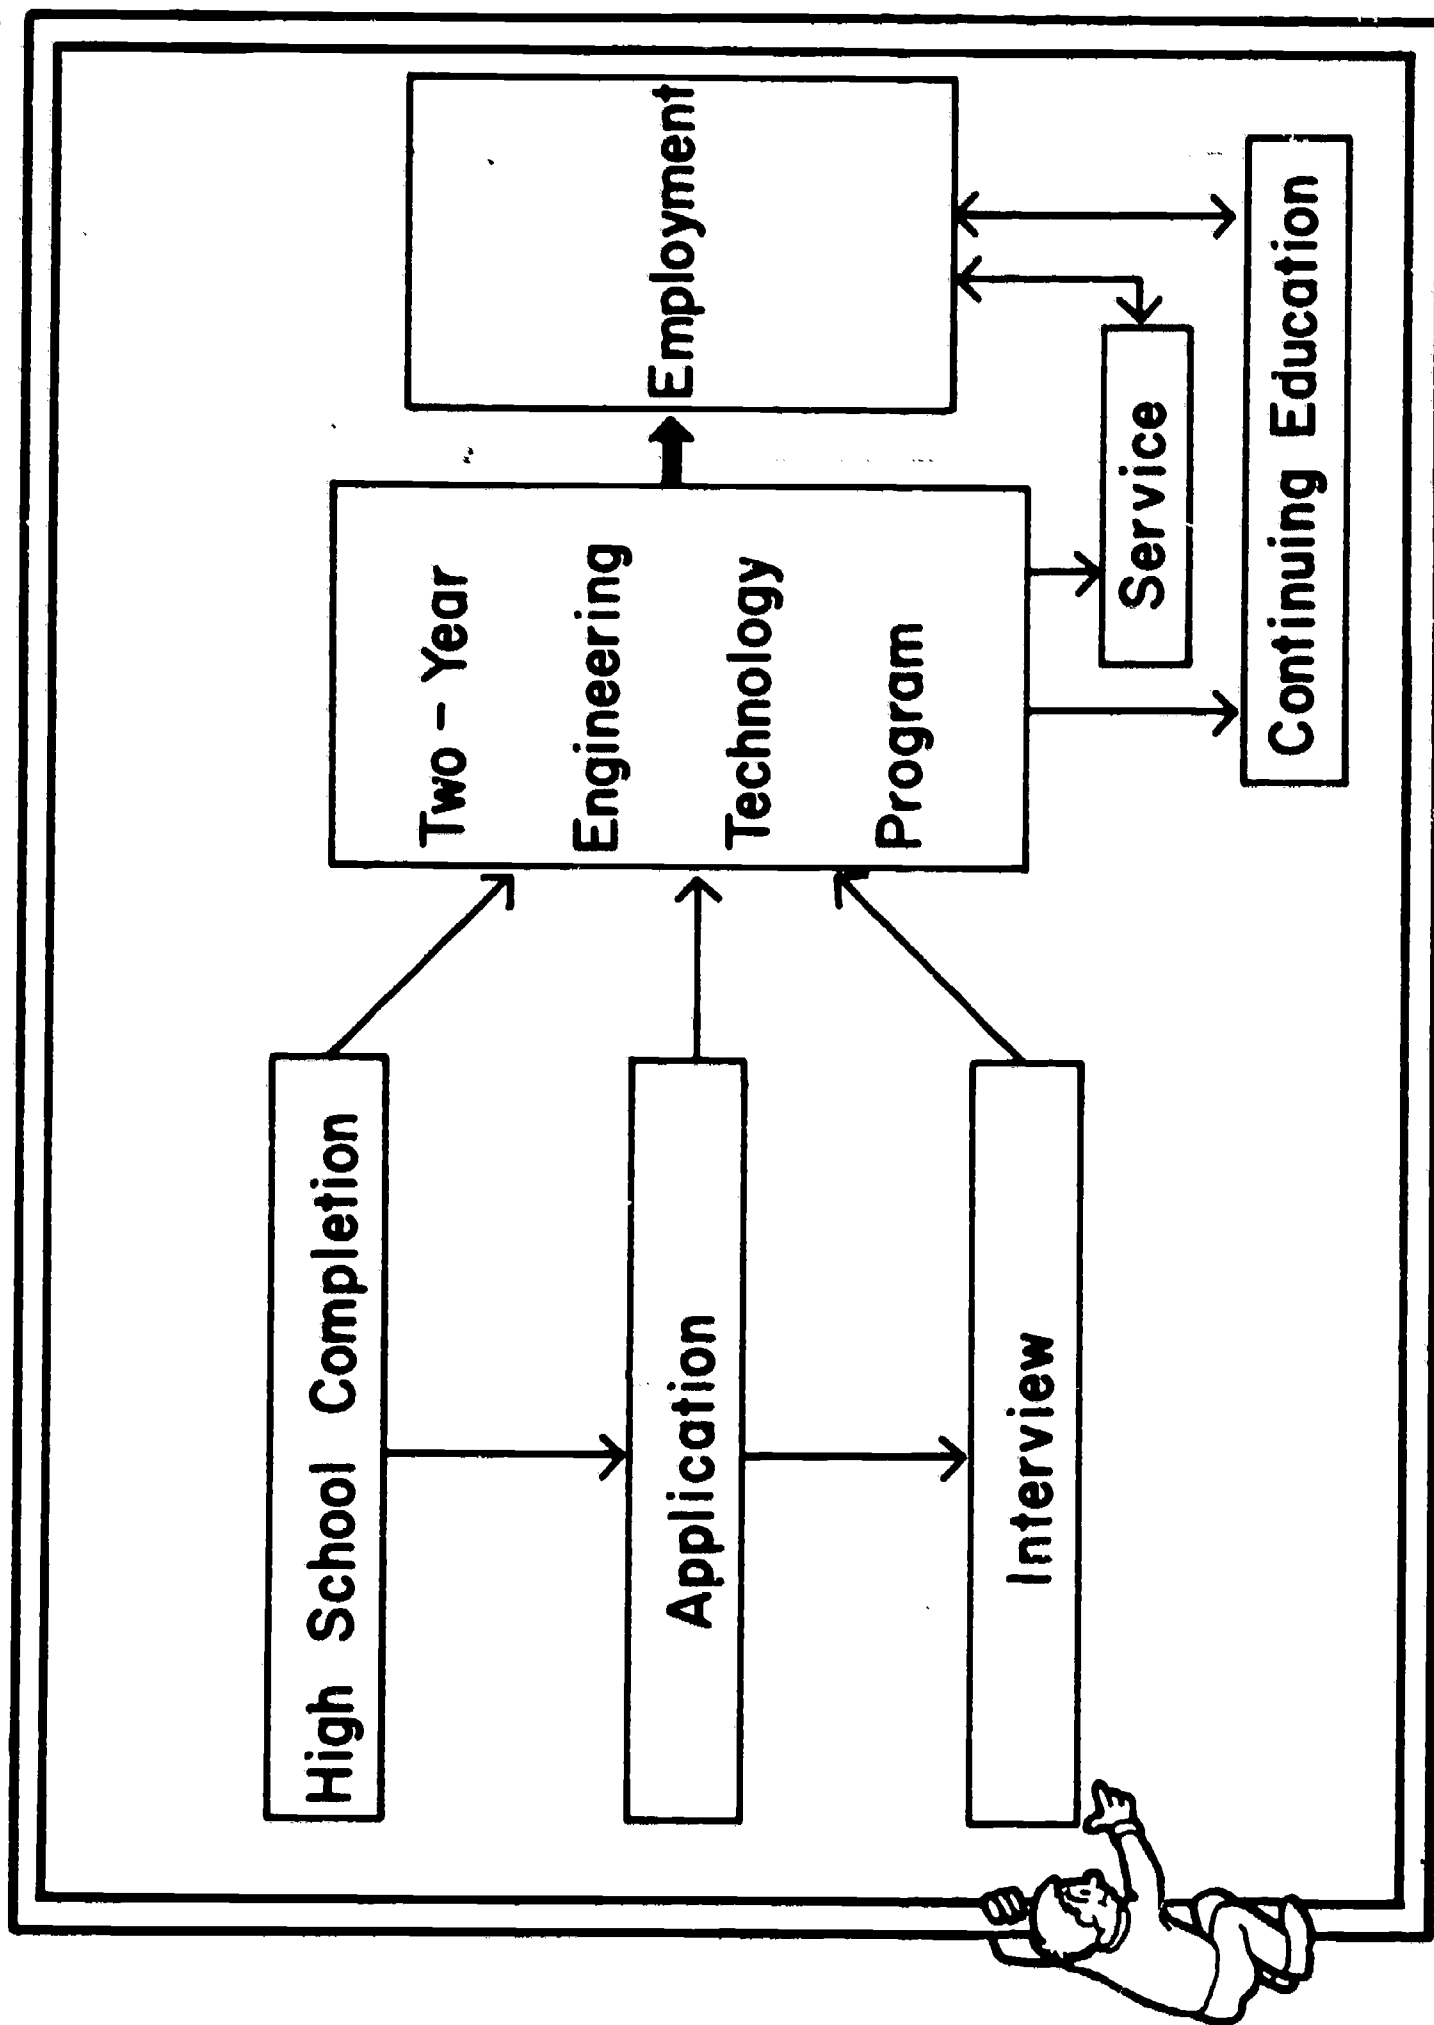 High School Completion
Application
Interview
Two - Year
Engineering
Technology
Program
Employment
Service
Continuing Education